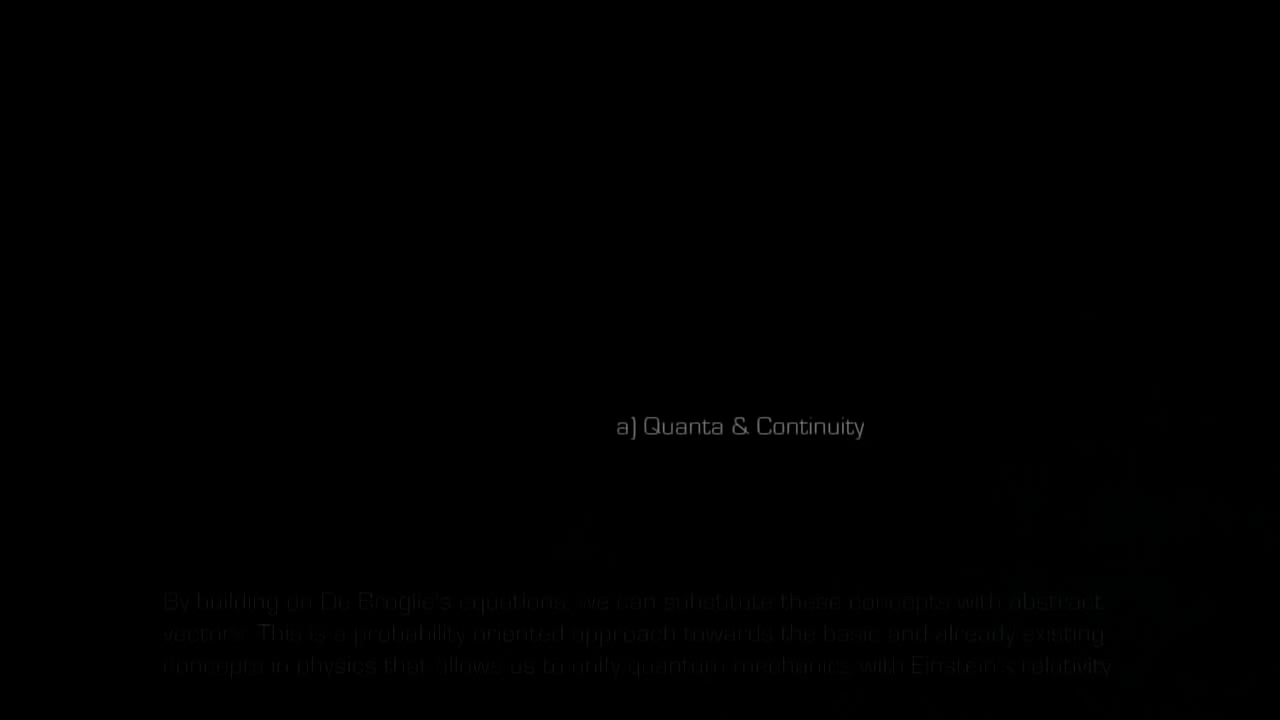 a) Quanta & Continuity
By building on De Broglie's equations, we can substitute these concepts with abstract
vectors. This is a probability oriented approach towards the basic and already existing
concepts in physics that allows us to unify quantum mechanics with Einstein's relativity